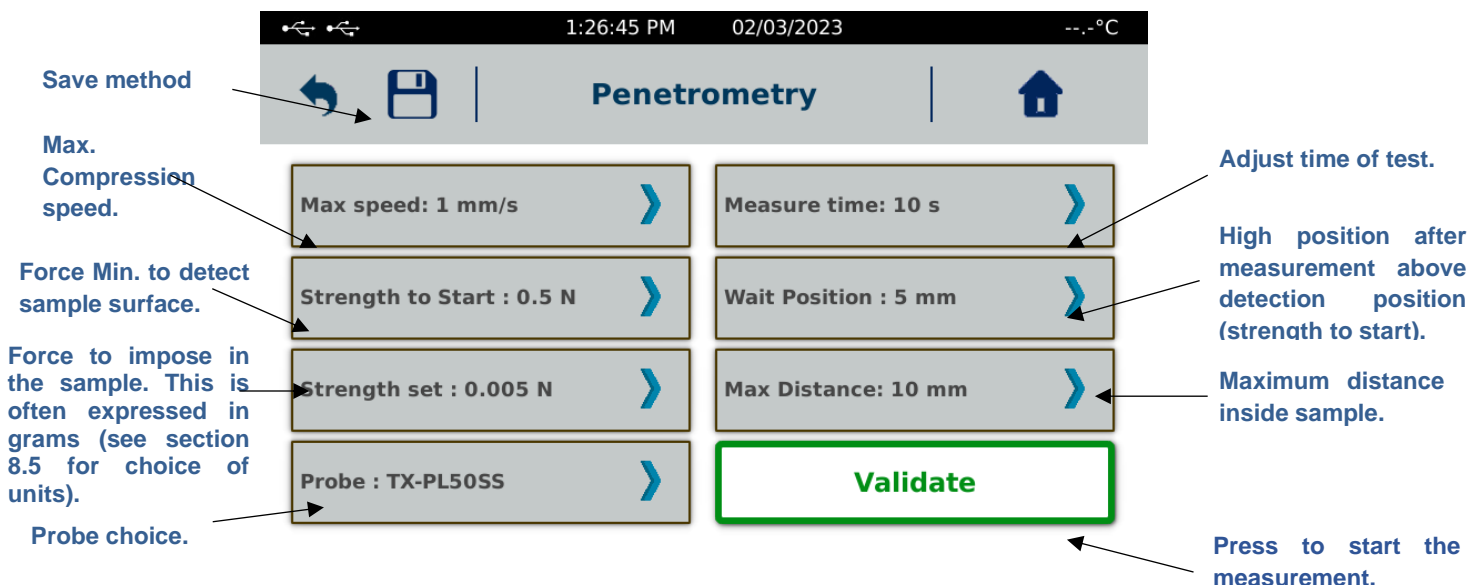 1:26:45 PM 02/03/2023 --.-°C
Penetrometry
Save method
Max.
Compression
speed.
Force Min. to detect
sample surface.
Force to impose in
the sample. This is
often expressed in
grams (see section
8.5 for choice of
units).
Probe choice.
Max speed: 1 mm/s
Strength to Start : 0.5 N
Strength set : 0.005 N
Probe : TX-PL50SS
Measure time: 10 s
Wait Position : 5 mm
Max Distance: 10 mm
Validate
Adjust time of test.
High position after
measurement above
detection position
(strength to start).
Maximum distance
inside sample.
Press to start the
measurement.